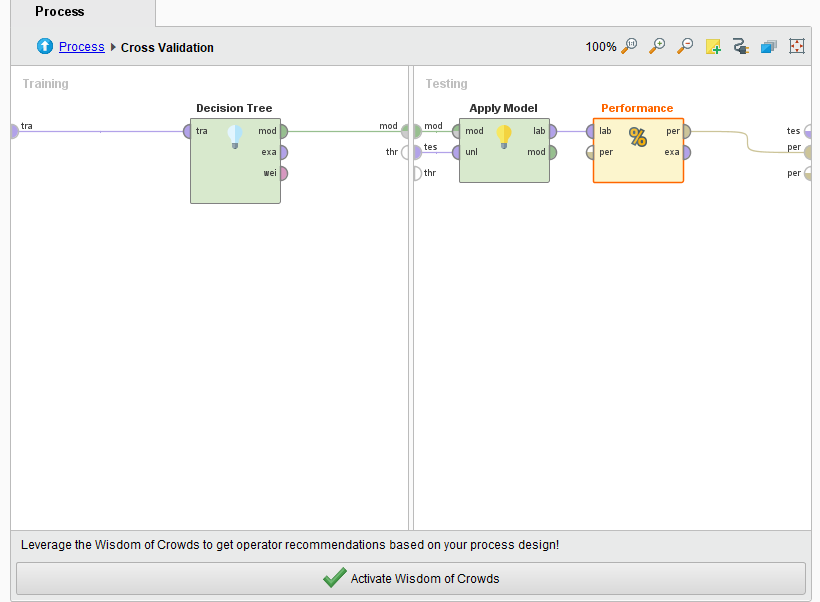 Process
Process Cross Validation
100%
Training
Testing
Decision Tree
Apply Model
Performance
tra
tra mod
exa
wei
mod
thr
mod
tes
thr
mod lab
unl mod
lab per
per exa
tes
per
per
Leverage the Wisdom of Crowds to get operator recommendations based on your process design!
Activate Wisdom of Crowds